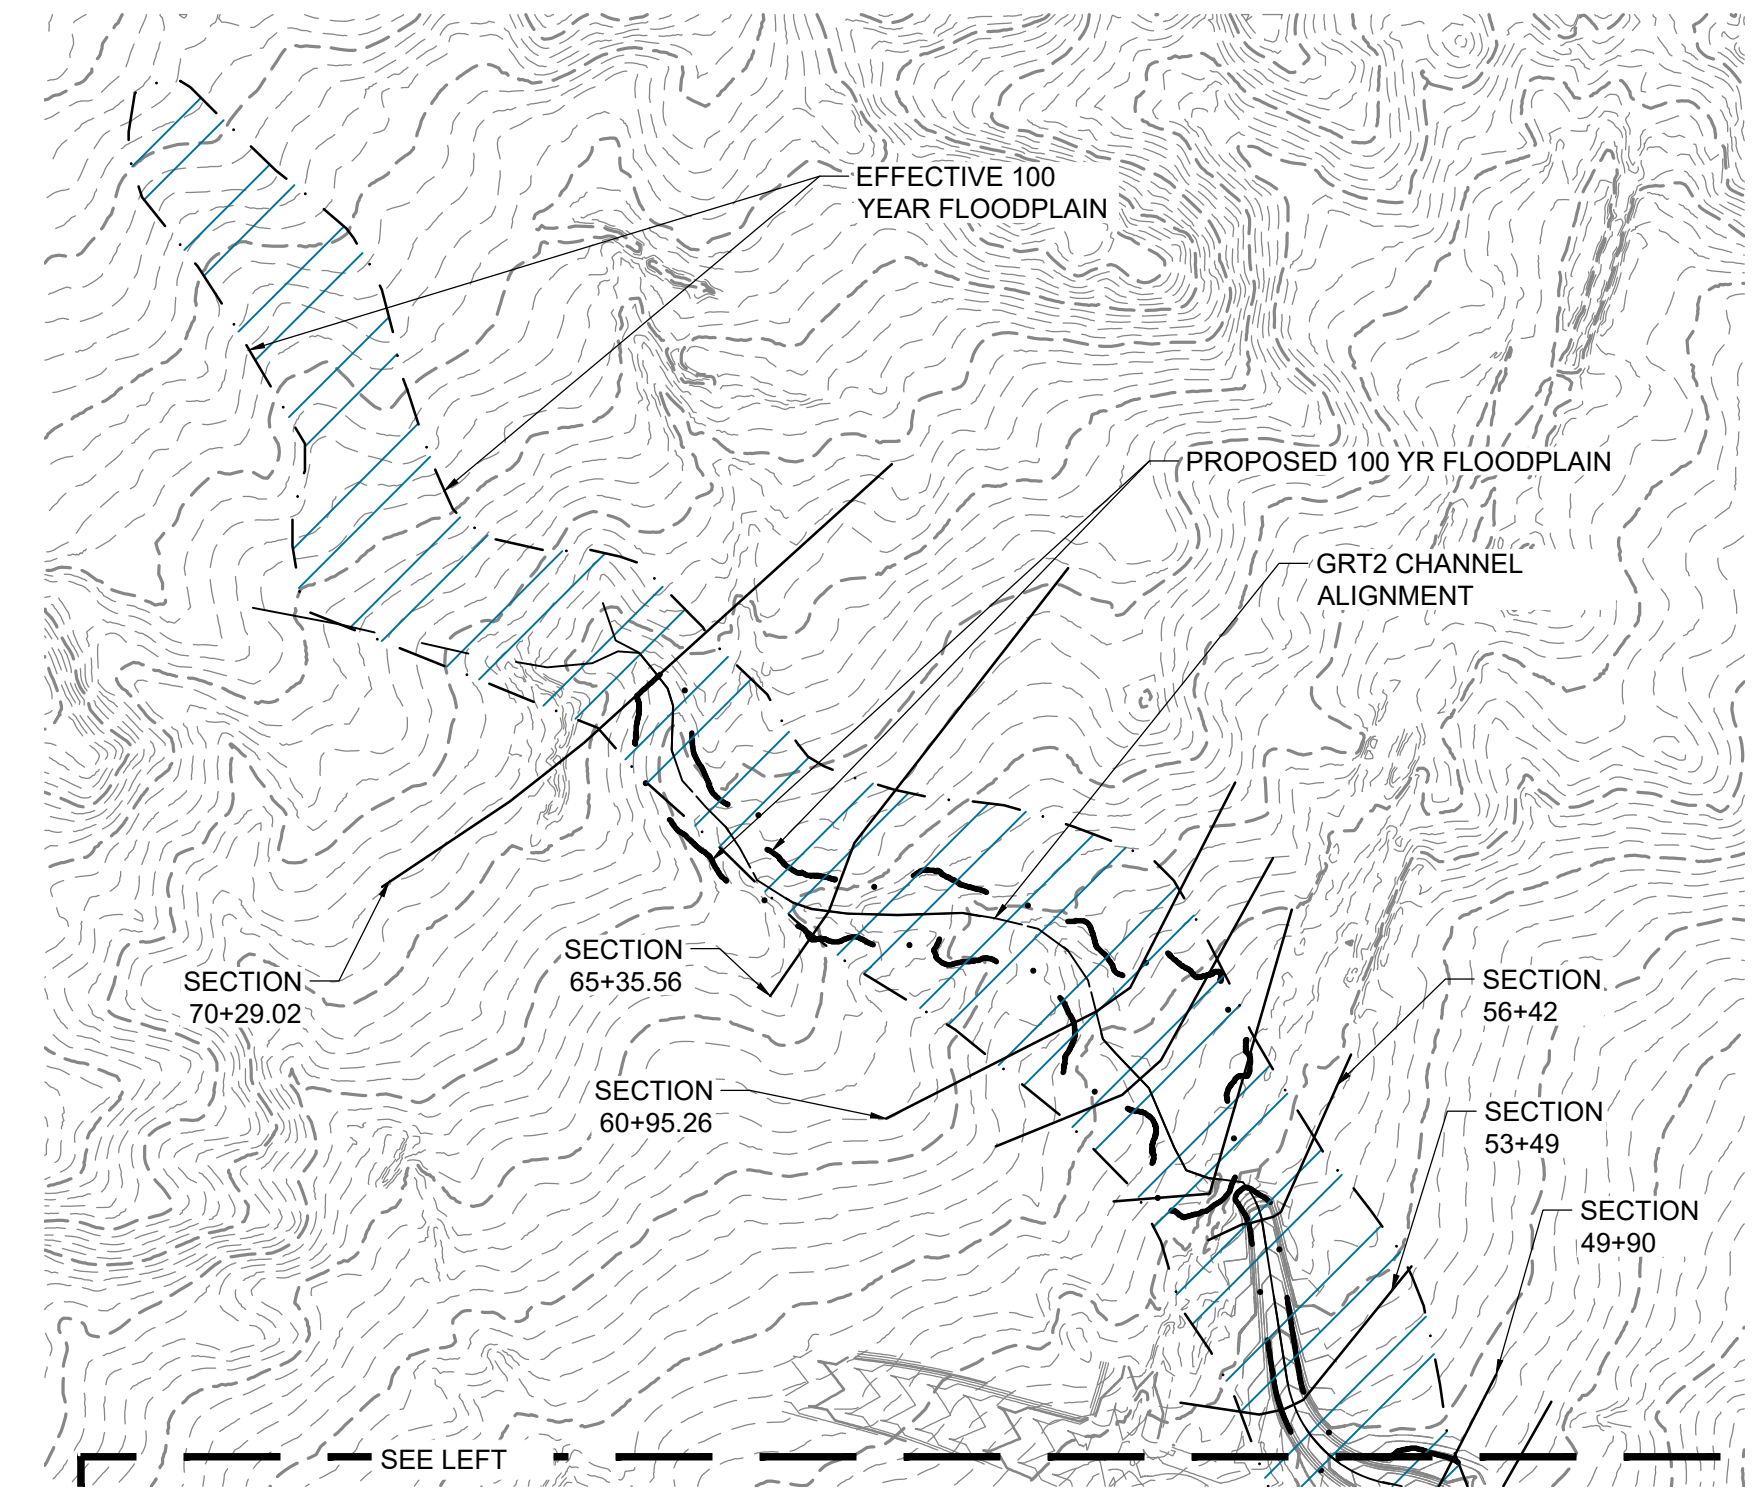 EFFECTIVE 100
YEAR FLOODPLAIN
PROPOSED 100 YR FLOODPLAIN
GRT2 CHANNEL
ALIGNMENT
SECTION
70+29.02
SECTION
65+35.56
SECTION
60+95.26
SECTION
56+42
SECTION
53+49
SECTION
49+90
SEE LEFT